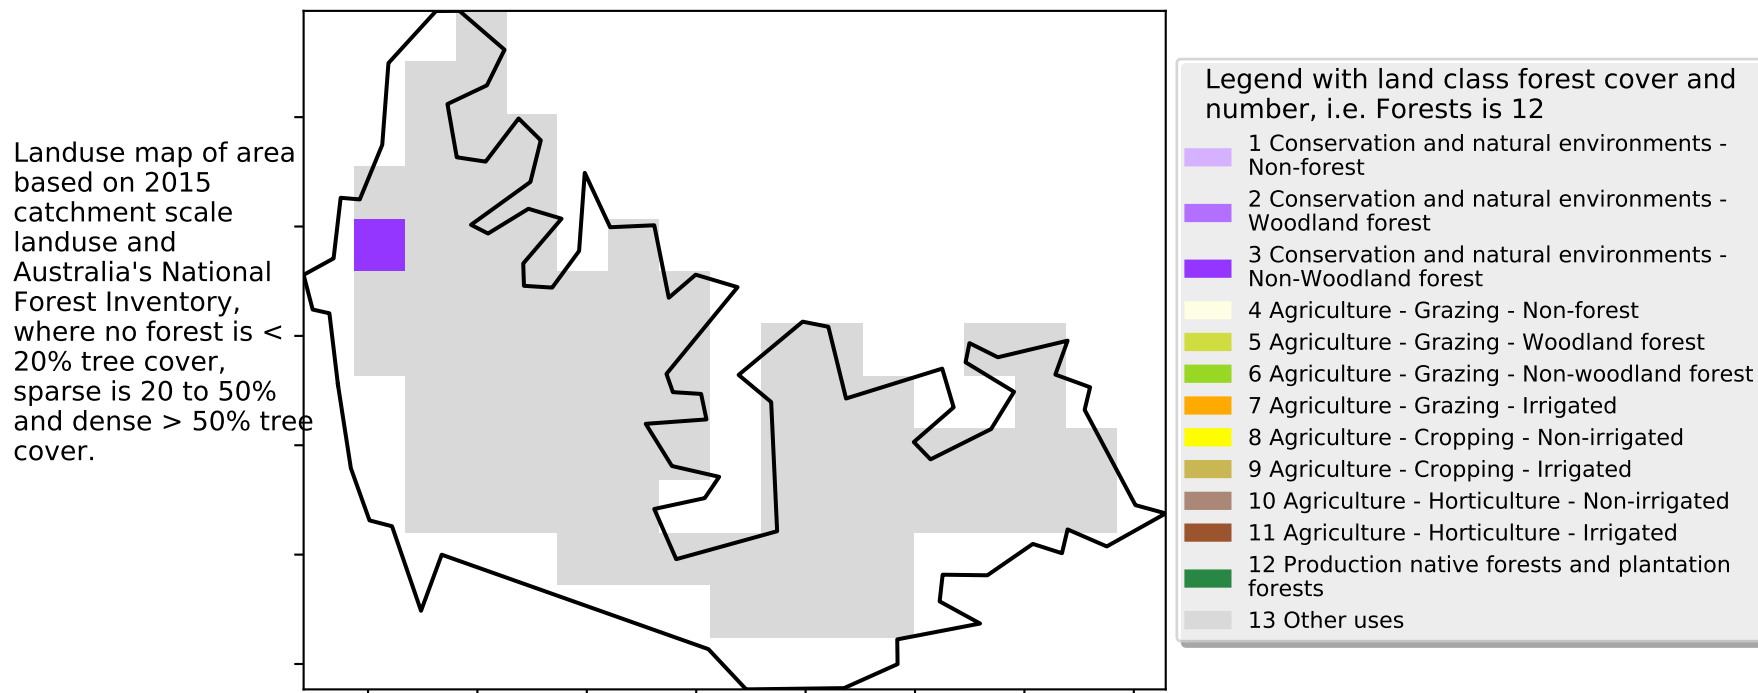 Landuse map of area
based on 2015
catchment scale
landuse and
Australia's National
Forest Inventory,
where no forest is <
20% tree cover,
sparse is 20 to 50%
and dense > 50% tree
cover.
Legend with land class forest cover and
number, i.e. Forests is 12
1 Conservation and natural environments -
Non-forest
2 Conservation and natural environments -
Woodland forest
3 Conservation and natural environments -
Non-Woodland forest
4 Agriculture - Grazing - Non-forest
5 Agriculture - Grazing - Woodland forest
6 Agriculture - Grazing - Non-woodland forest
7 Agriculture - Grazing - Irrigated
8 Agriculture - Cropping - Non-irrigated
9 Agriculture - Cropping - Irrigated
10 Agriculture - Horticulture - Non-irrigated
11 Agriculture - Horticulture - Irrigated
12 Production native forests and plantation
forests
13 Other uses